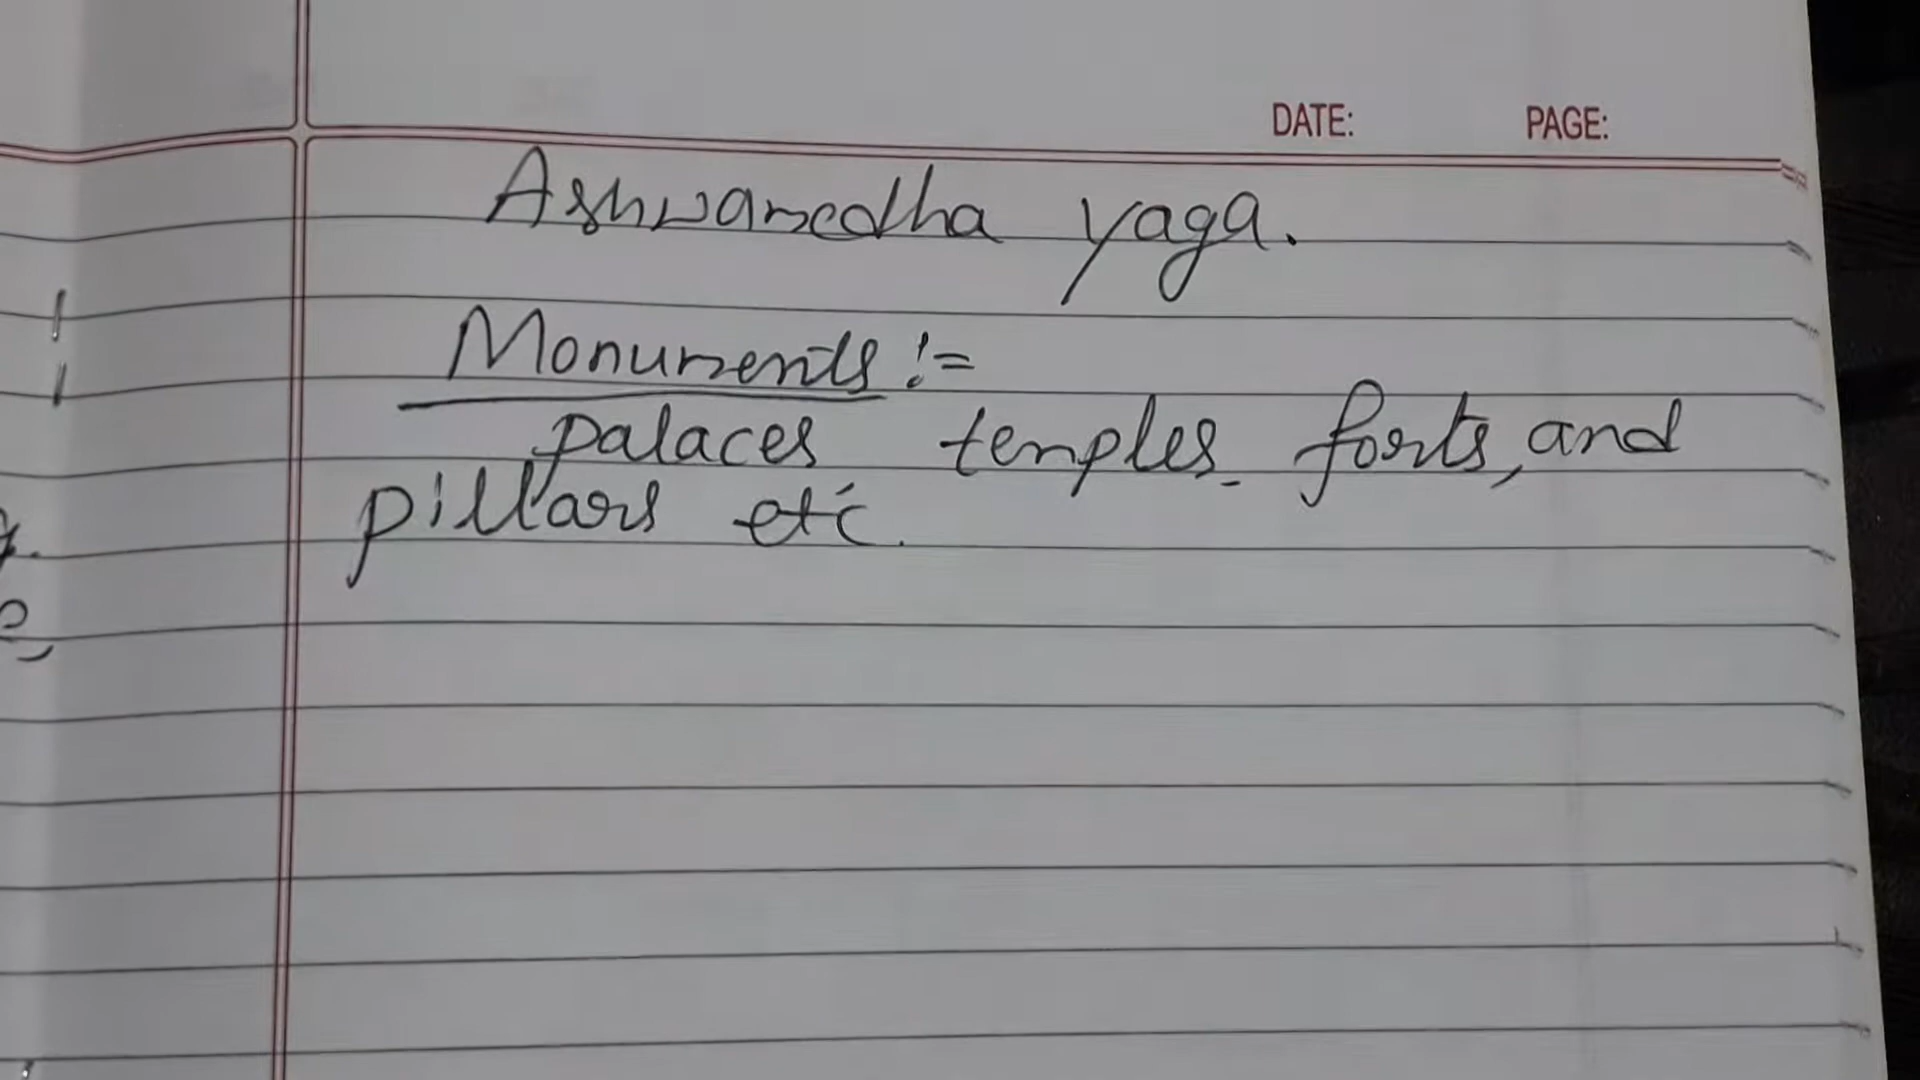 DATE: PAGE:
Ashwamedha yaga.
Monuments :=
palaces temples, forts, and
pillars etc.